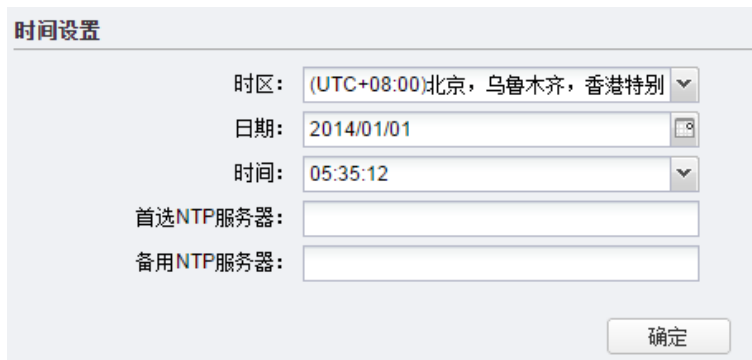 时间设置
时区： (UTC+08:00)北京，乌鲁木齐，香港特别
日期： 2014/01/01
时间： 05:35:12
首选NTP服务器：
备用NTP服务器：
确定